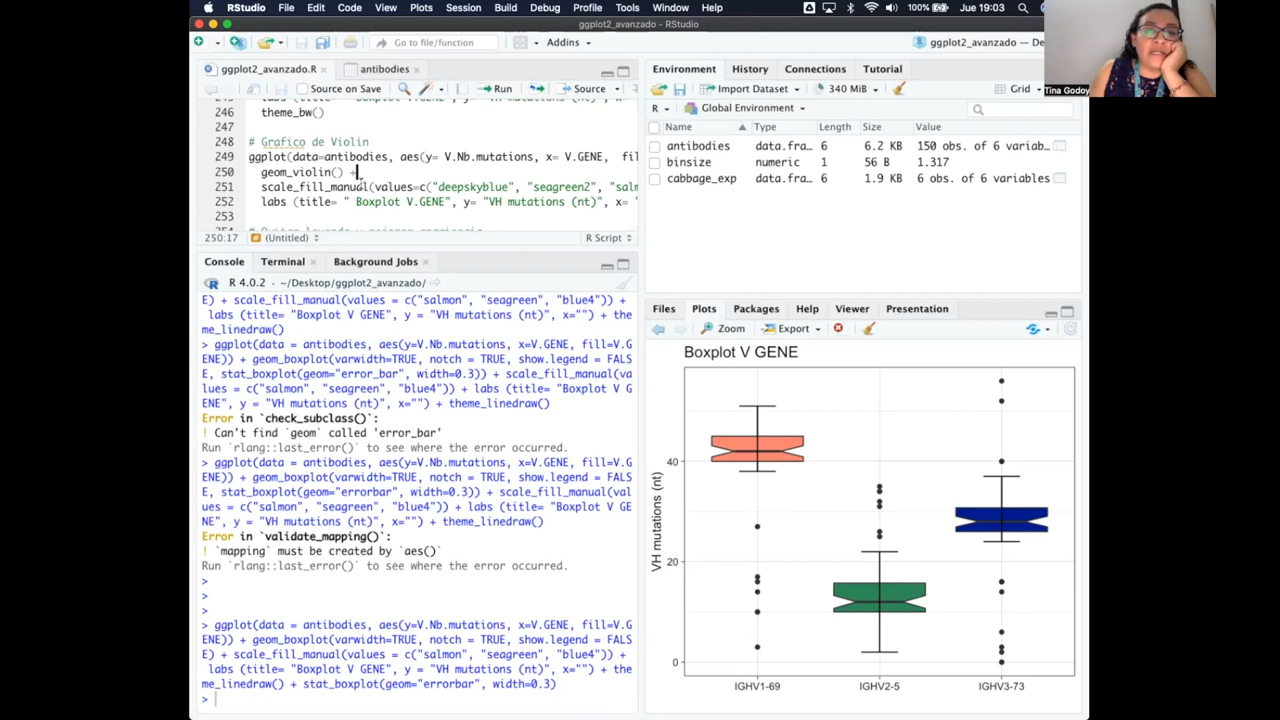 RStudio File Edit Code View Plots Session Build Debug Profile Tools Window Help 100% Jue 19:03
ggplot2_avanzado - RStudio
Go to file/function Addins ggplot2_avanzado — De
ggplot2_avanzado.R antibodies
Source on Save Run Source
246 theme_bw()
247
248 # Grafico de Violin
249 ggplot(data=antibodies, aes(y= V.Nb.mutations, x= V.GENE, fil
250 geom_violin() +
251 scale_fill_manual(values=c("deepskyblue", "seagreen2", "salm
252 labs (title= " Boxplot V.GENE", y= "VH mutations (nt)", x= "
253
250:17 (Untitled) R Script
Console Terminal Background Jobs
R 4.0.2 · ~/Desktop/ggplot2_avanzado/
E) + scale_fill_manual(values = c("salmon", "seagreen", "blue4")) +
labs (title= "Boxplot V GENE", y = "VH mutations (nt)", x="") + the
me_linedraw()
> ggplot(data = antibodies, aes(y=V.Nb.mutations, x=V.GENE, fill=V.G
ENE)) + geom_boxplot(varwidth=TRUE, notch = TRUE, show.legend = FALS
E, stat_boxplot(geom="error_bar", width=0.3)) + scale_fill_manual(va
lues = c("salmon", "seagreen", "blue4")) + labs (title= "Boxplot V G
ENE", y = "VH mutations (nt)", x="") + theme_linedraw()
Error in `check_subclass()`:
! Can't find `geom` called 'error_bar'
Run `rlang::last_error()` to see where the error occurred.
> ggplot(data = antibodies, aes(y=V.Nb.mutations, x=V.GENE, fill=V.G
ENE)) + geom_boxplot(varwidth=TRUE, notch = TRUE, show.legend = FALS
E, stat_boxplot(geom="errorbar", width=0.3)) + scale_fill_manual(val
ues = c("salmon", "seagreen", "blue4")) + labs (title= "Boxplot V GE
NE", y = "VH mutations (nt)", x="") + theme_linedraw()
Error in `validate_mapping()`:
! `mapping` must be created by `aes()`
Run `rlang::last_error()` to see where the error occurred.
>
>
>
> ggplot(data = antibodies, aes(y=V.Nb.mutations, x=V.GENE, fill=V.G
ENE)) + geom_boxplot(varwidth=TRUE, notch = TRUE, show.legend = FALS
E) + scale_fill_manual(values = c("salmon", "seagreen", "blue4")) +
labs (title= "Boxplot V GENE", y = "VH mutations (nt)", x="") + the
me_linedraw() + stat_boxplot(geom="errorbar", width=0.3)
>
Environment History Connections Tutorial
Import Dataset 340 MiB Grid
R Global Environment
Name Type Length Size Value
antibodies data.fra… 6 6.2 KB 150 obs. of 6 variab…
binsize numeric 1 56 B 1.317
cabbage_exp data.fra… 6 1.9 KB 6 obs. of 6 variables
Files Plots Packages Help Viewer Presentation
Zoom Export
Boxplot V GENE
VH mutations (nt)
40
20
0
IGHV1-69 IGHV2-5 IGHV3-73
Tina Godoy